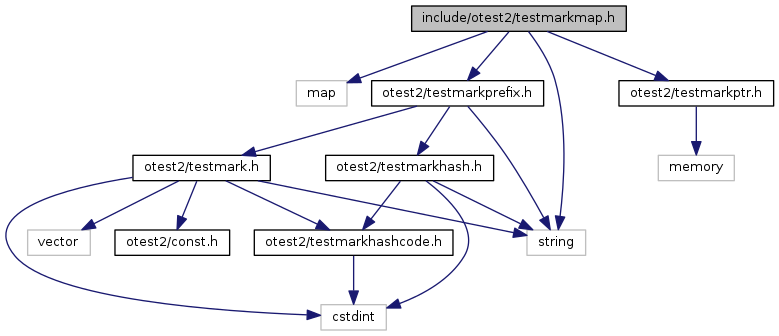 include/otest2/testmarkmap.h
map
otest2/testmarkprefix.h
otest2/testmarkptr.h
otest2/testmark.h
otest2/testmarkhash.h
memory
vector
otest2/const.h
otest2/testmarkhashcode.h
string
cstdint